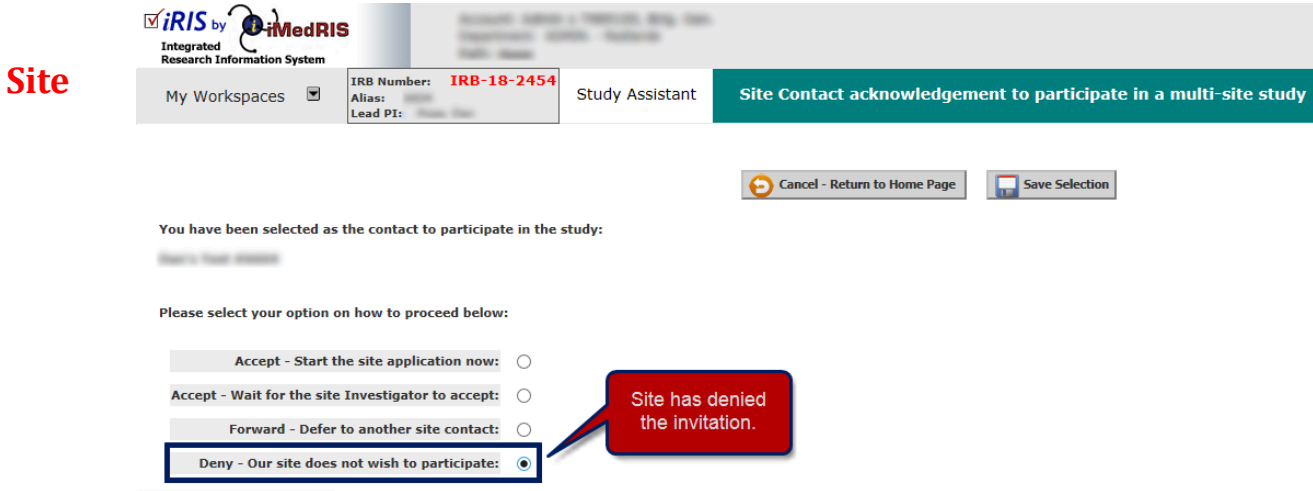 Site
iRIS by iMedRIS
Integrated
Research Information System
My Workspaces
IRB Number: IRB-18-2454
Alias:
Lead PI:
Study Assistant
Site Contact acknowledgement to participate in a multi-site study
Cancel - Return to Home Page
Save Selection
You have been selected as the contact to participate in the study:
Please select your option on how to proceed below:
Accept - Start the site application now:
Accept - Wait for the site Investigator to accept:
Forward - Defer to another site contact:
Deny - Our site does not wish to participate:
Site has denied
the invitation.